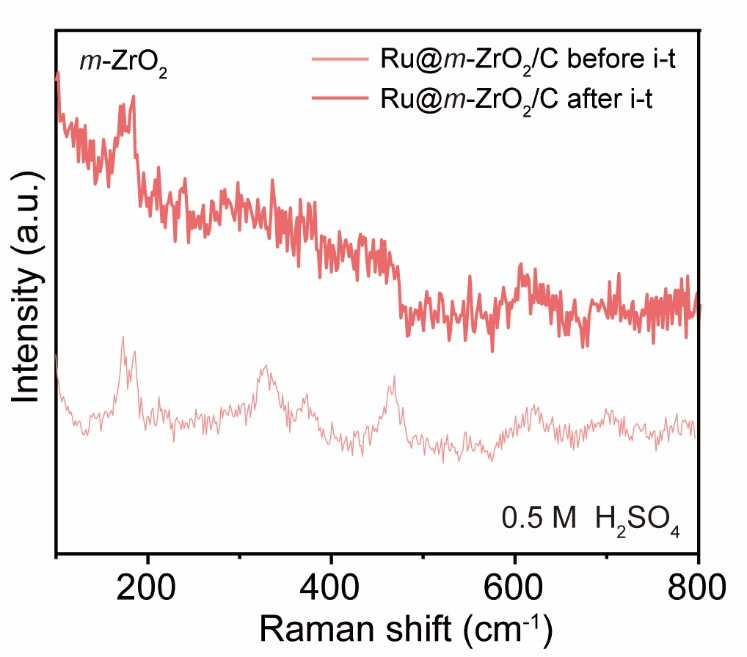 m-ZrO₂
Ru@m-ZrO₂/C before i-t
Ru@m-ZrO₂/C after i-t
Intensity (a.u.)
0.5 M H₂SO₄
200 400 600 800
Raman shift (cm⁻¹)